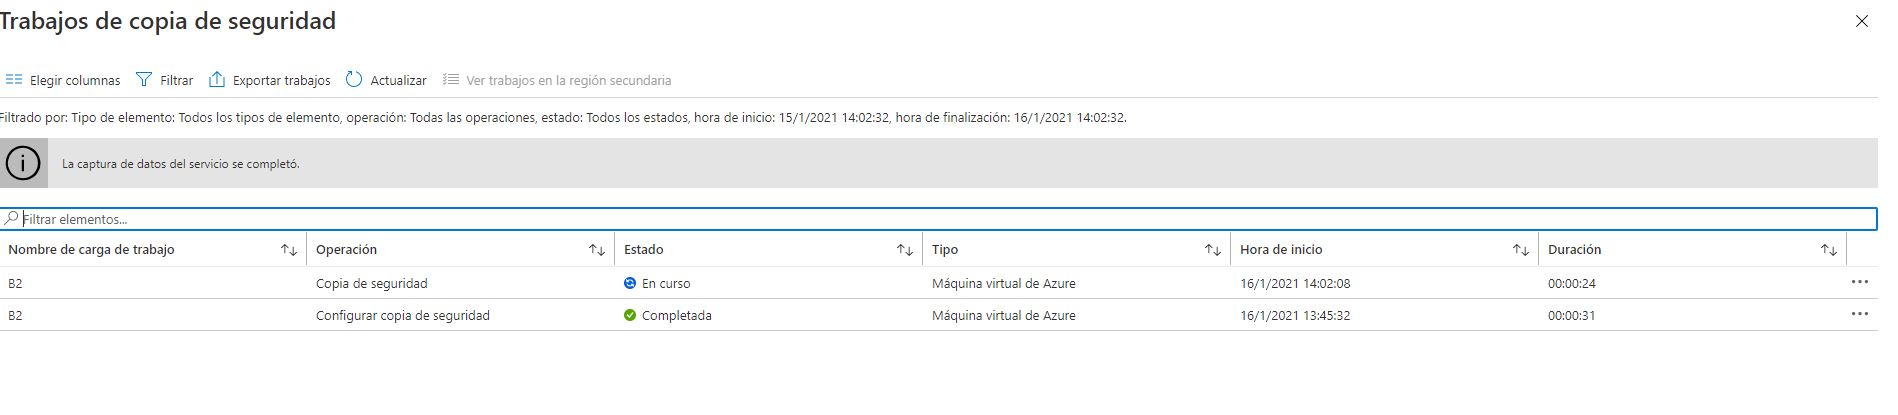 Trabajos de copia de seguridad
Elegir columnas Filtrar Exportar trabajos Actualizar Ver trabajos en la región secundaria
Filtrado por: Tipo de elemento: Todos los tipos de elemento, operación: Todas las operaciones, estado: Todos los estados, hora de inicio: 15/1/2021 14:02:32, hora de finalización: 16/1/2021 14:02:32.
La captura de datos del servicio se completó.
Filtrar elementos...
Nombre de carga de trabajo Operación Estado Tipo Hora de inicio Duración
B2 Copia de seguridad En curso Máquina virtual de Azure 16/1/2021 14:02:08 00:00:24
B2 Configurar copia de seguridad Completada Máquina virtual de Azure 16/1/2021 13:45:32 00:00:31